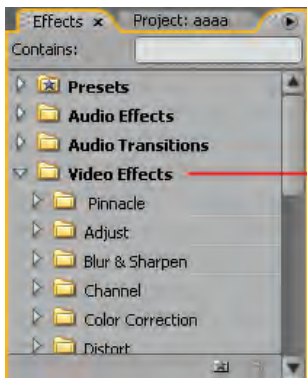 Effects x Project: aaaa
Contains:
Presets
Audio Effects
Audio Transitions
Video Effects
Pinnacle
Adjust
Blur & Sharpen
Channel
Color Correction
Distort